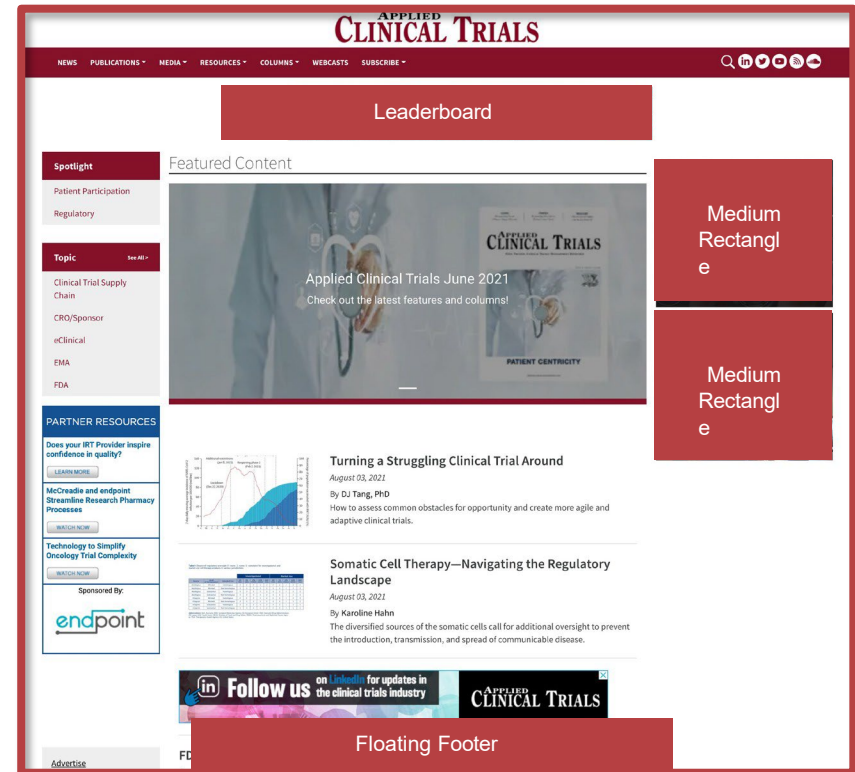 APPLIED
CLINICAL TRIALS
NEWS PUBLICATIONS MEDIA RESOURCES COLUMNS WEBCASTS SUBSCRIBE
Leaderboard
Spotlight
Patient Participation
Regulatory
Topic See All >
Clinical Trial Supply
Chain
CRO/Sponsor
eClinical
EMA
FDA
PARTNER RESOURCES
Does your IRT Provider inspire
confidence in quality?
LEARN MORE
McCreadie and endpoint
Streamline Research Pharmacy
Processes
WATCH NOW
Technology to Simplify
Oncology Trial Complexity
WATCH NOW
Sponsored By:
endpoint
Advertise
Featured Content
APPLIED
CLINICAL TRIALS
Applied Clinical Trials June 2021
Check out the latest features and columns!
PATIENT CENTRICITY
Turning a Struggling Clinical Trial Around
August 03, 2021
By DJ Tang, PhD
How to assess common obstacles for opportunity and create more agile and
adaptive clinical trials.
Somatic Cell Therapy—Navigating the Regulatory
Landscape
August 03, 2021
By Karoline Hahn
The diversified sources of the somatic cells call for additional oversight to prevent
the introduction, transmission, and spread of communicable disease.
in Follow us on LinkedIn for updates in
the clinical trials industry
APPLIED
CLINICAL TRIALS
Floating Footer
Medium
Rectangl
e
Medium
Rectangl
e